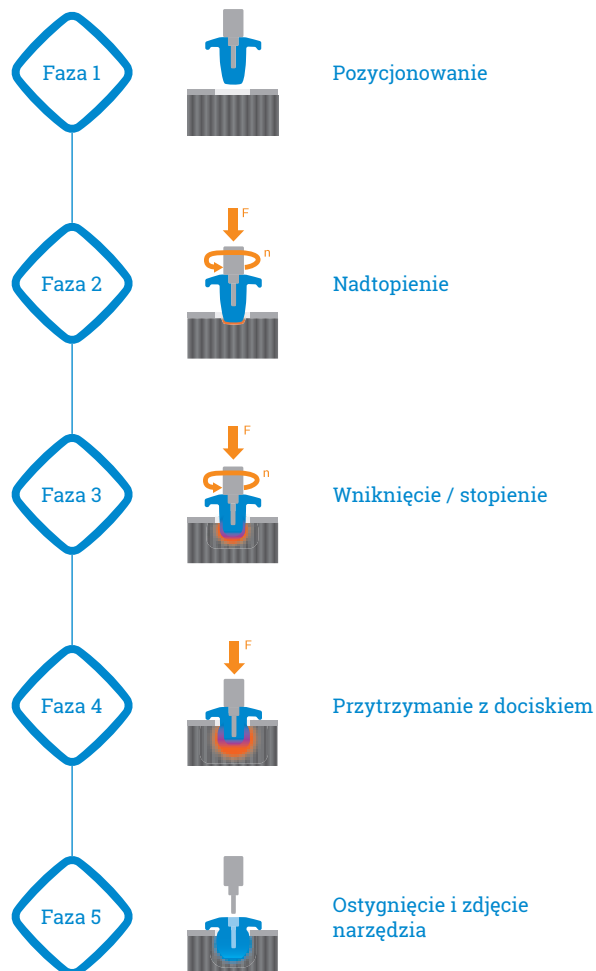 Faza 1
Pozycjonowanie
F
n
Faza 2
Nadtopienie
F
n
Faza 3
Wniknięcie / stopienie
F
Faza 4
Przytrzymanie z dociskiem
Faza 5
Ostygnięcie i zdjęcie
narzędzia